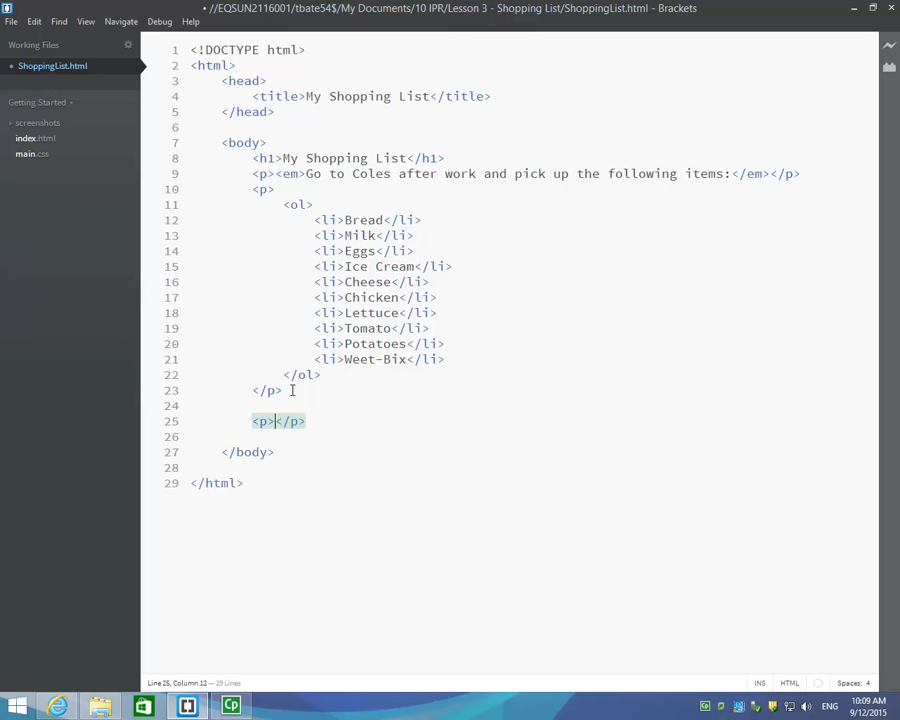 • //EQSUN2116001/tbate54$/My Documents/10 IPR/Lesson 3 - Shopping List/ShoppingList.html - Brackets
File Edit Find View Navigate Debug Help
Working Files
• ShoppingList.html
Getting Started
screenshots
index.html
main.css
1 <!DOCTYPE html>
2 <html>
3 <head>
4 <title>My Shopping List</title>
5 </head>
6
7 <body>
8 <h1>My Shopping List</h1>
9 <p><em>Go to Coles after work and pick up the following items:</em></p>
10 <p>
11 <ol>
12 <li>Bread</li>
13 <li>Milk</li>
14 <li>Eggs</li>
15 <li>Ice Cream</li>
16 <li>Cheese</li>
17 <li>Chicken</li>
18 <li>Lettuce</li>
19 <li>Tomato</li>
20 <li>Potatoes</li>
21 <li>Weet-Bix</li>
22 </ol>
23 </p>
24
25 <p></p>
26
27 </body>
28
29 </html>
Line 25, Column 12 — 29 Lines INS HTML Spaces: 4
Cp ENG 10:09 AM
9/12/2015